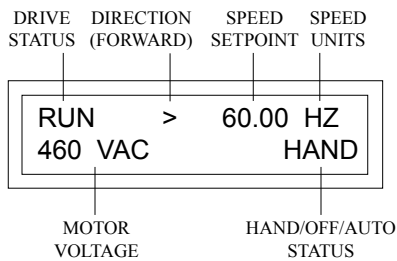 DRIVE STATUS
DIRECTION (FORWARD)
SPEED SETPOINT
SPEED UNITS
RUN > 60.00 HZ
460 VAC HAND
MOTOR VOLTAGE
HAND/OFF/AUTO STATUS